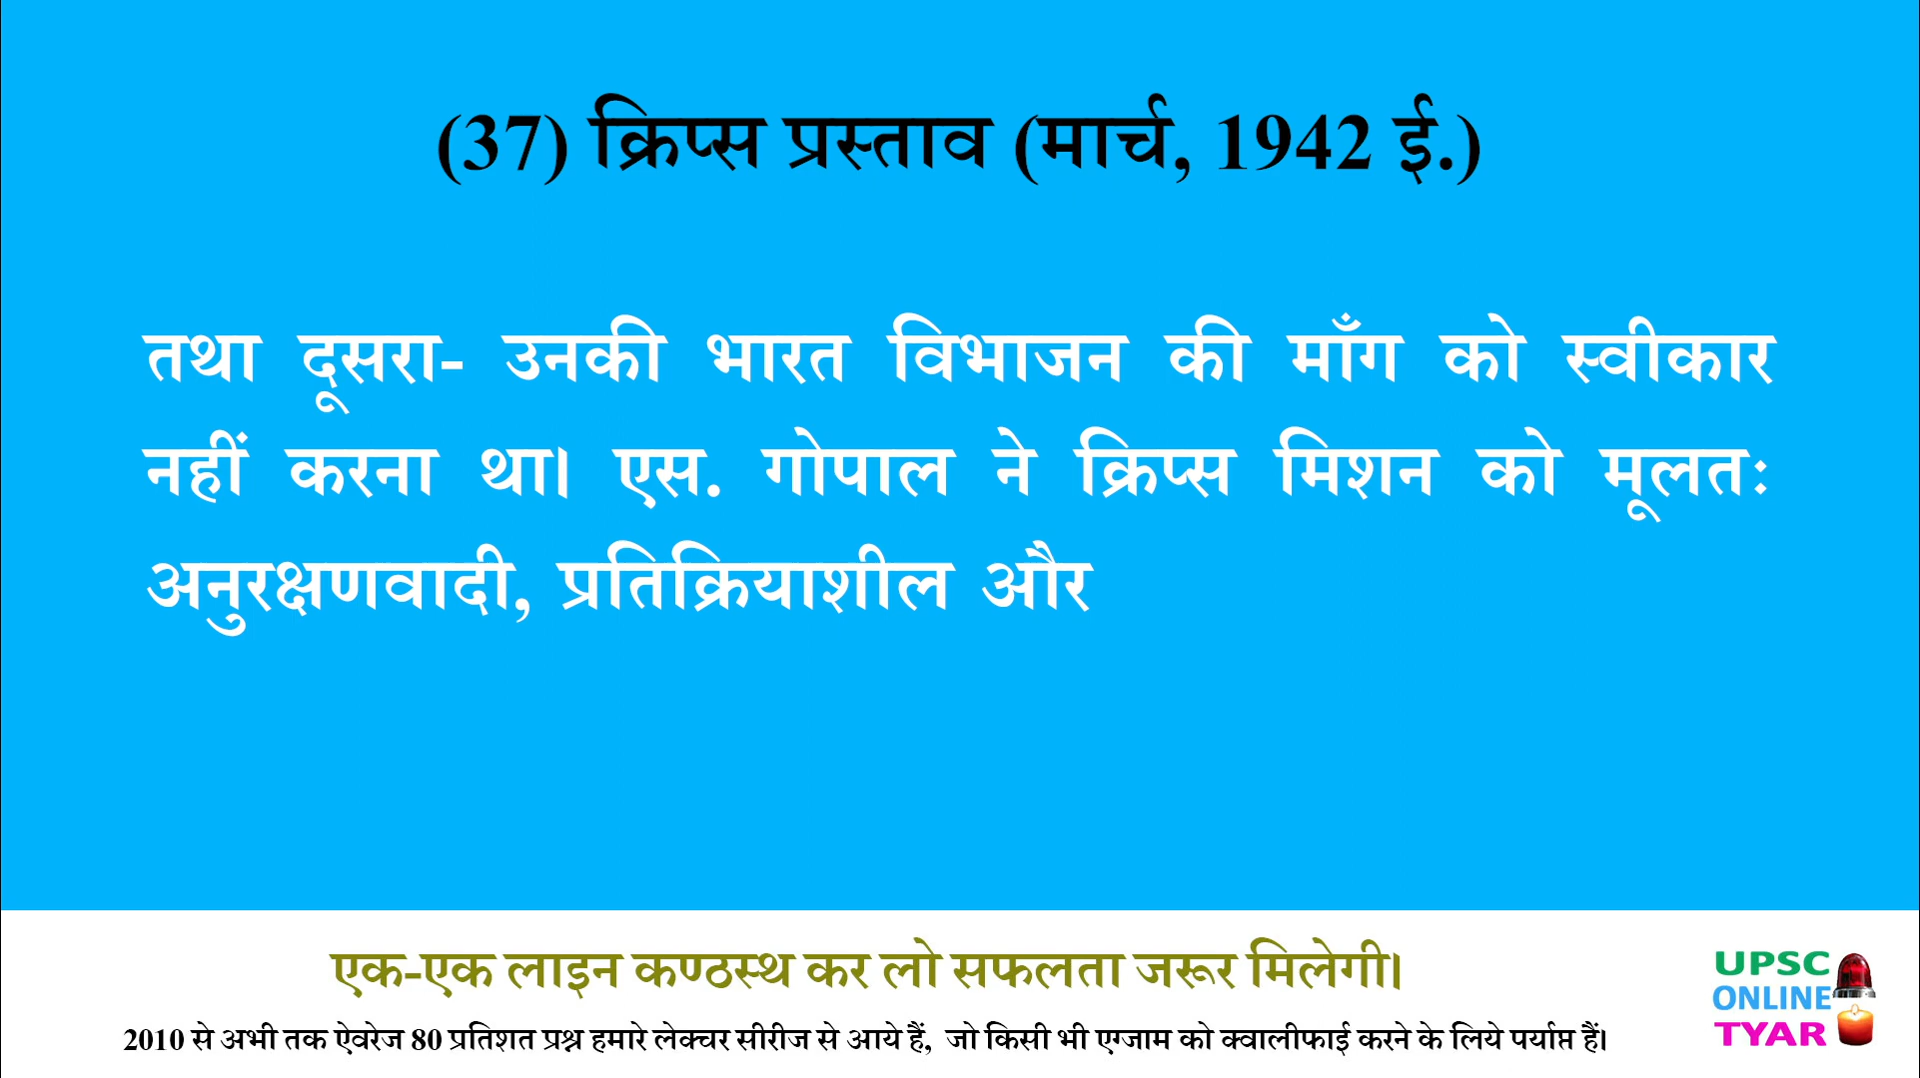 (37) क्रिप्स प्रस्ताव (मार्च, 1942 ई.)
तथा दूसरा- उनकी भारत विभाजन की माँग को स्वीकार
नहीं करना था। एस. गोपाल ने क्रिप्स मिशन को मूलतः
अनुरक्षणवादी, प्रतिक्रियाशील और
एक-एक लाइन कण्ठस्थ कर लो सफलता जरूर मिलेगी।
2010 से अभी तक ऐवरेज 80 प्रतिशत प्रश्न हमारे लेक्चर सीरीज से आये हैं, जो किसी भी एग्जाम को क्वालीफाई करने के लिये पर्याप्त हैं।
UPSC
ONLINE
TYAR